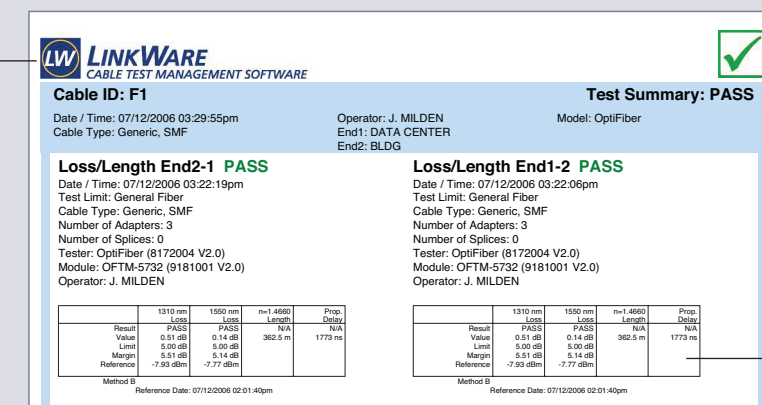 LW LINKWARE
CABLE TEST MANAGEMENT SOFTWARE
Cable ID: F1 Test Summary: PASS
Date / Time: 07/12/2006 03:29:55pm Operator: J. MILDEN Model: OptiFiber
Cable Type: Generic, SMF End1: DATA CENTER
End2: BLDG
Loss/Length End2-1 PASS
Date / Time: 07/12/2006 03:22:19pm
Test Limit: General Fiber
Cable Type: Generic, SMF
Number of Adapters: 3
Number of Splices: 0
Tester: OptiFiber (8172004 V2.0)
Module: OFTM-5732 (9181001 V2.0)
Operator: J. MILDEN
1310 nm 1550 nm n=1.4660 Prop.
Loss Loss Length Delay
Result PASS PASS N/A N/A
Value 0.51 dB 0.14 dB 362.5 m 1773 ns
Limit 5.00 dB 5.00 dB
Margin 5.51 dB 5.14 dB
Reference -7.93 dBm -7.77 dBm
Method B
Reference Date: 07/12/2006 02:01:40pm
Loss/Length End1-2 PASS
Date / Time: 07/12/2006 03:22:06pm
Test Limit: General Fiber
Cable Type: Generic, SMF
Number of Adapters: 3
Number of Splices: 0
Tester: OptiFiber (8172004 V2.0)
Module: OFTM-5732 (9181001 V2.0)
Operator: J. MILDEN
1310 nm 1550 nm n=1.4660 Prop.
Loss Loss Length Delay
Result PASS PASS N/A N/A
Value 0.51 dB 0.14 dB 362.5 m 1773 ns
Limit 5.00 dB 5.00 dB
Margin 5.51 dB 5.14 dB
Reference -7.93 dBm -7.77 dBm
Method B
Reference Date: 07/12/2006 02:01:40pm